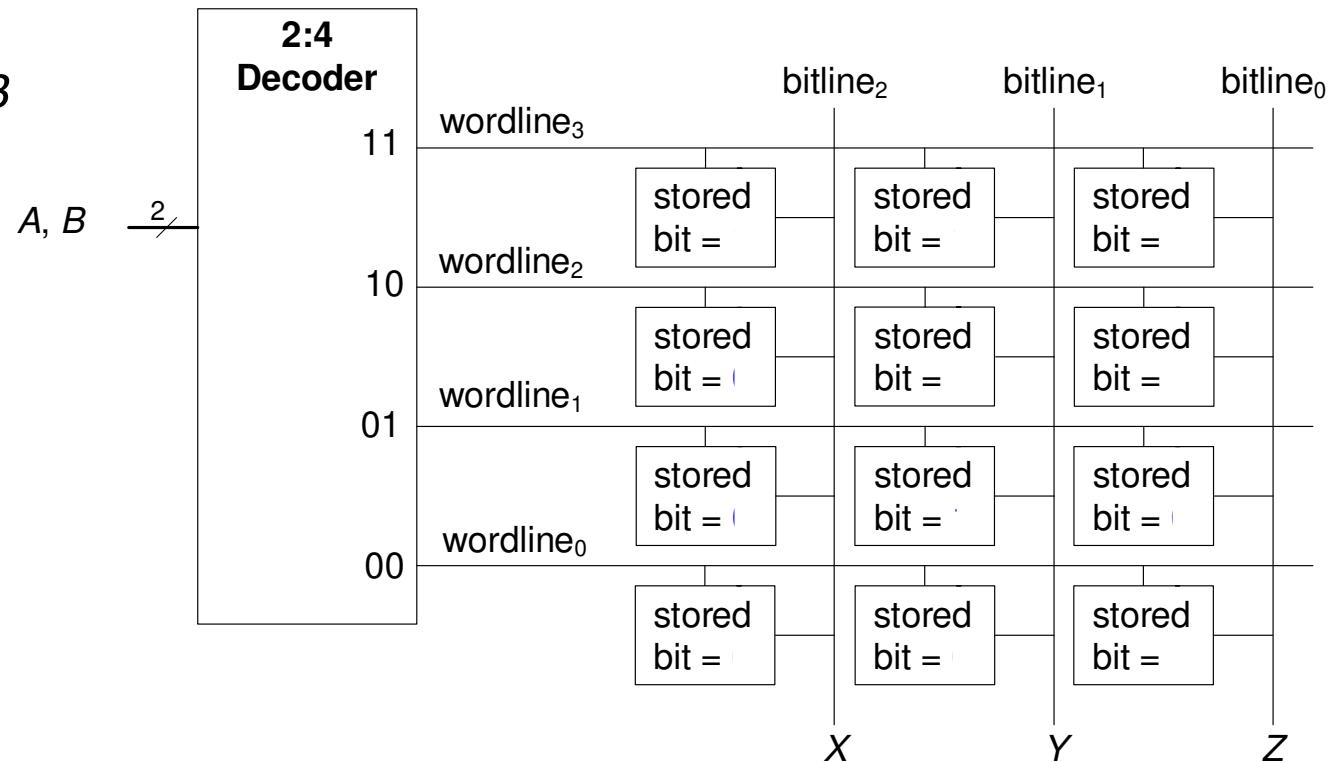 2:4
Decoder
B
bitline₂ bitline₁ bitline₀
wordline₃
11
stored bit =
stored bit =
stored bit =
A, B
2
wordline₂
10
stored bit =
stored bit =
stored bit =
wordline₁
01
stored bit =
stored bit =
stored bit =
wordline₀
00
stored bit =
stored bit =
stored bit =
X Y Z